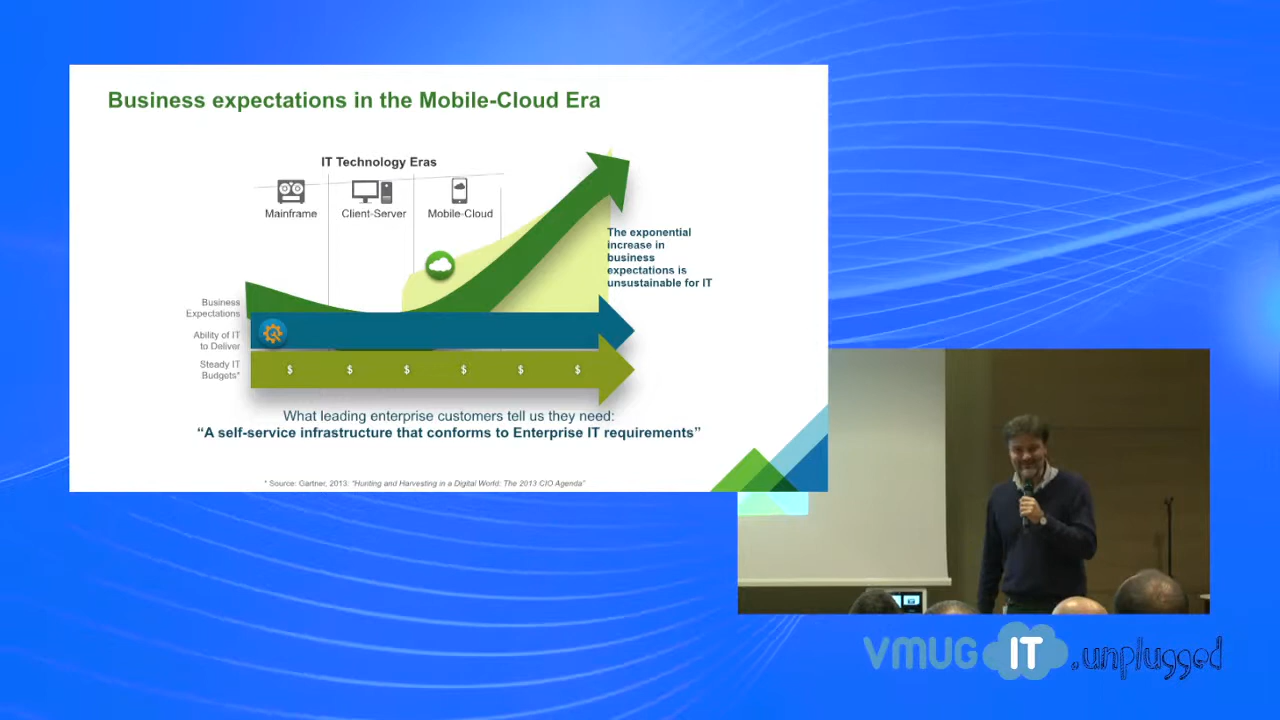 Business expectations in the Mobile-Cloud Era
IT Technology Eras
Mainframe
Client-Server
Mobile-Cloud
The exponential
increase in
business
expectations is
unsustainable for IT
Business
Expectations
Ability of IT
to Deliver
Steady IT
Budgets*
$ $ $ $ $ $
What leading enterprise customers tell us they need:
“A self-service infrastructure that conforms to Enterprise IT requirements”
* Source: Gartner, 2013. “Hunting and Harvesting in a Digital World: The 2013 CIO Agenda”
VMUG IT .unplugged